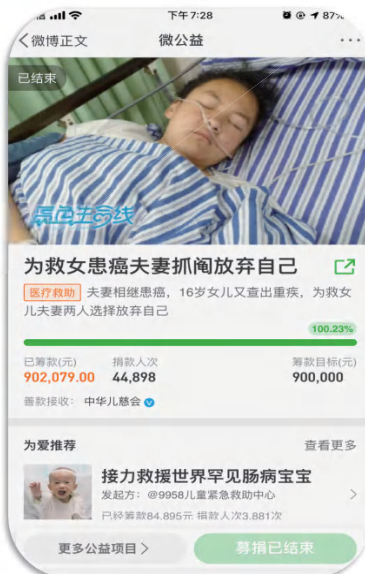 下午7:28
87%
微博正文
微公益
已结束
蓝色生命线
为救女患癌夫妻抓阄放弃自己
医疗救助 夫妻相继患癌，16岁女儿又查出重疾，为救女
儿夫妻两人选择放弃自己
100.23%
已筹款(元) 捐款人次 筹款目标(元)
902,079.00 44,898 900,000
善款接收： 中华儿慈会
为爱推荐 查看更多
接力救援世界罕见肠病宝宝
发起方：@9958儿童紧急救助中心
已经筹款84,895元 捐款人次3,881次
更多公益项目
募捐已结束